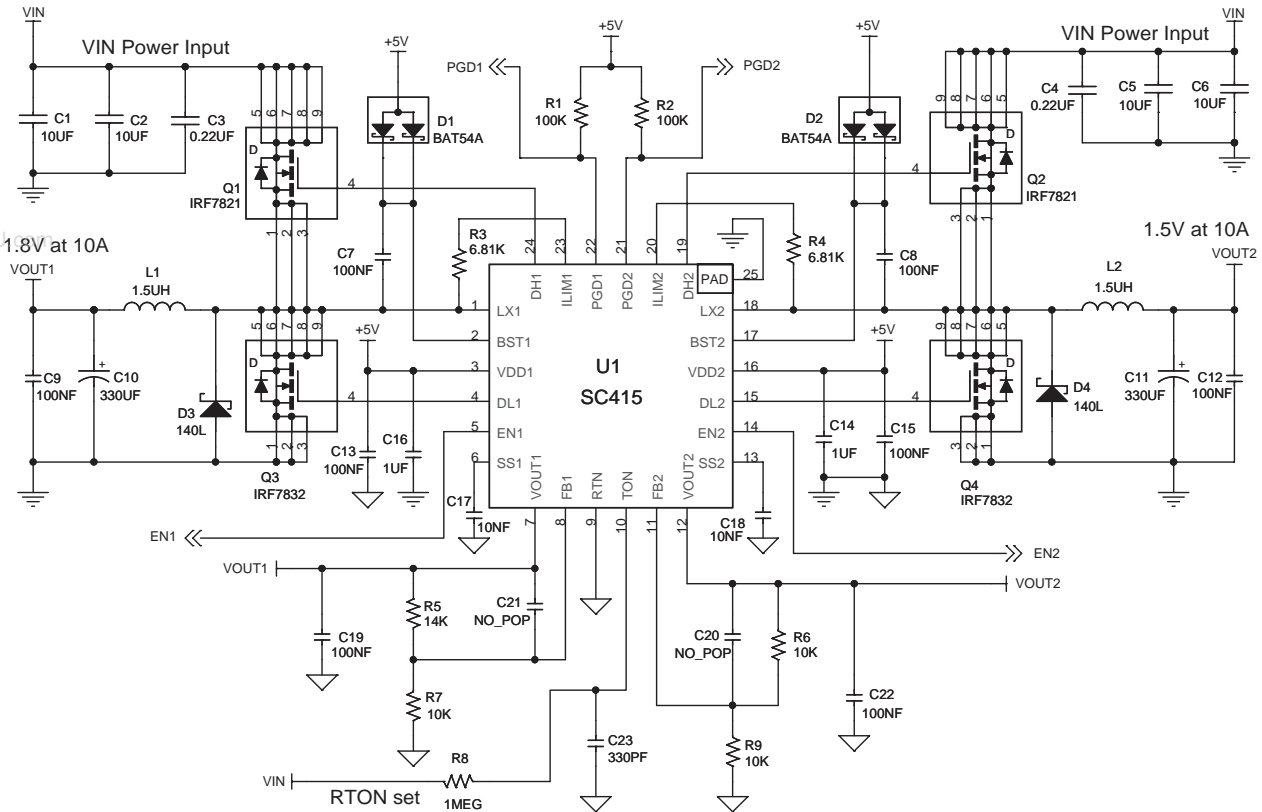 VIN
VIN Power Input
C1
10UF
C2
10UF
C3
0.22UF
5
6
7
8
9
D
Q1
IRF7821
4
1
2
3
+5V
D1
BAT54A
PGD1
+5V
R1
100K
R2
100K
PGD2
+5V
D2
BAT54A
VIN Power Input
VIN
C4
0.22UF
C5
10UF
C6
10UF
9
8
7
6
5
D
Q2
IRF7821
4
3
2
1
1.8V at 10A
VOUT1
L1
1.5UH
C7
100NF
R3
6.81K
R4
6.81K
C8
100NF
1.5V at 10A
VOUT2
L2
1.5UH
24
23
22
21
20
19
DH1
ILIM1
PGD1
PGD2
ILIM2
DH2
PAD
25
1
LX1
LX2
18
2
BST1
BST2
17
3
VDD1
VDD2
16
4
DL1
DL2
15
5
EN1
EN2
14
6
SS1
SS2
13
U1
SC415
VOUT1
FB1
RTN
TON
FB2
VOUT2
7
8
9
10
11
12
C9
100NF
C10
330UF
+
D3
140L
5
6
7
8
9
D
4
1
2
3
Q3
IRF7832
+5V
C13
100NF
C16
1UF
+5V
C14
1UF
C15
100NF
9
8
7
6
5
D
4
3
2
1
Q4
IRF7832
D4
140L
C11
330UF
+
C12
100NF
C17
10NF
C18
10NF
EN1
EN2
VOUT1
C19
100NF
R5
14K
C21
NO_POP
R7
10K
VOUT2
C20
NO_POP
R6
10K
C22
100NF
R9
10K
C23
330PF
VIN
R8
1MEG
RTON set